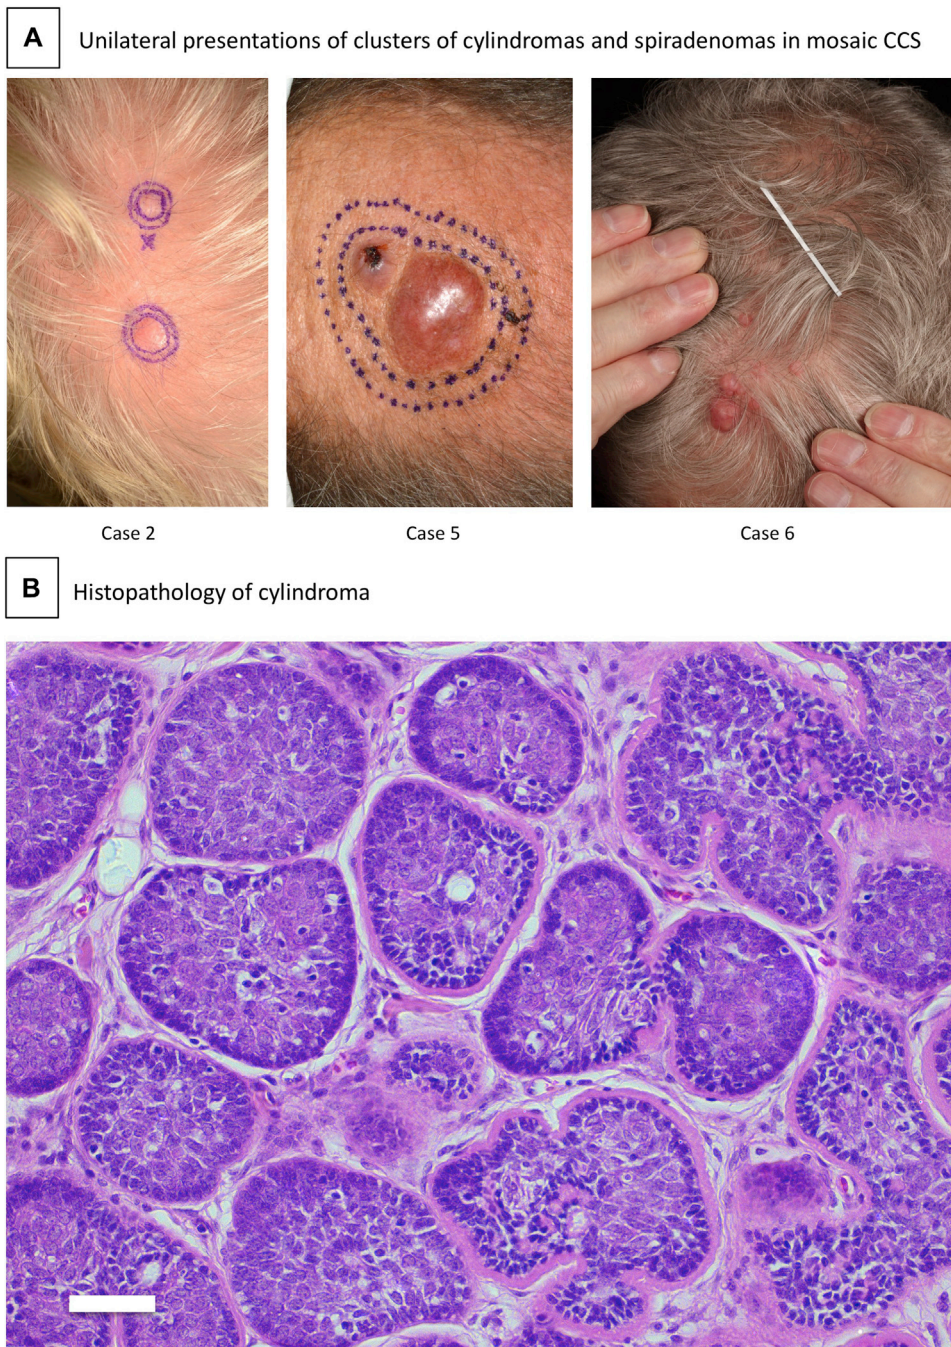 A
Unilateral presentations of clusters of cylindromas and spiradenomas in mosaic CCS
Case 2
Case 5
Case 6
B
Histopathology of cylindroma